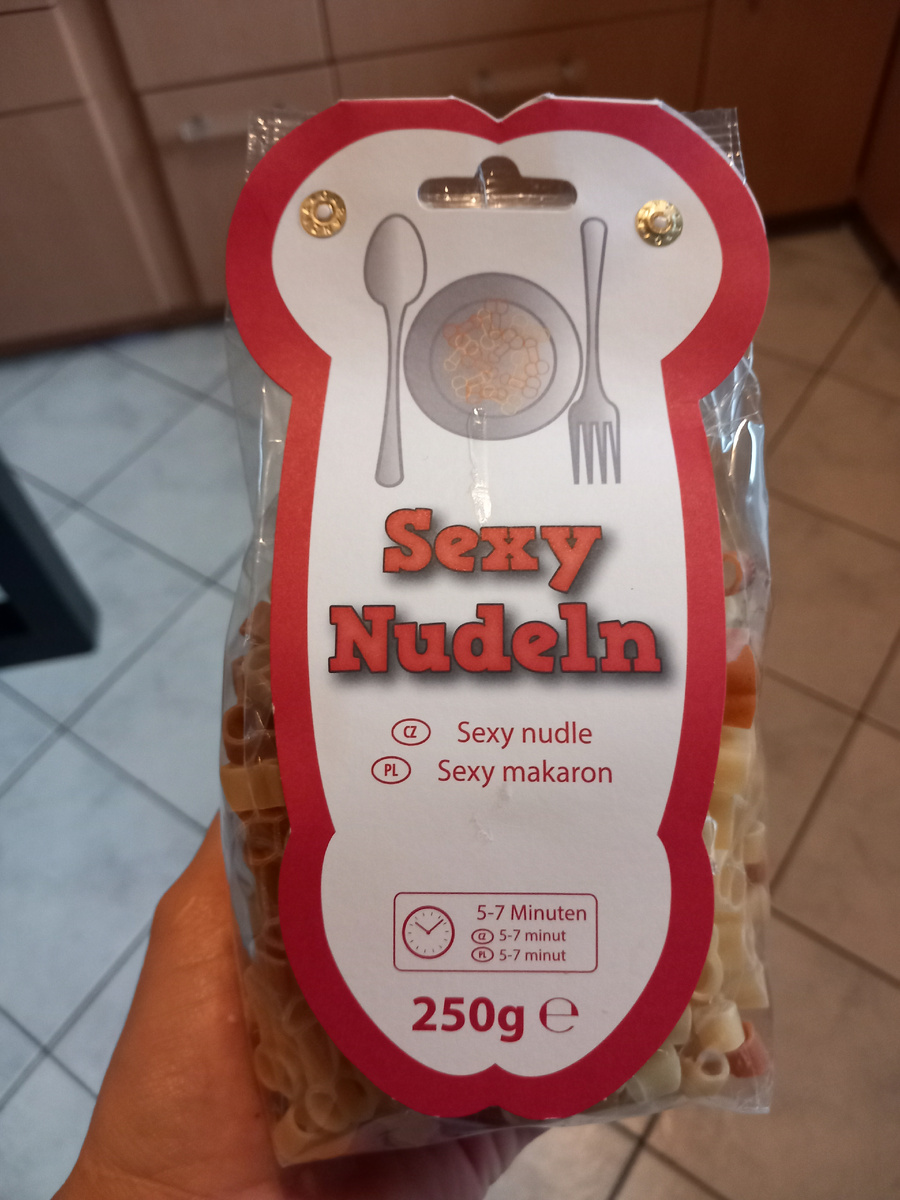 Sexy
Nudeln
CZ Sexy nudle
PL Sexy makaron
5-7 Minuten
CZ 5-7 minut
PL 5-7 minut
250g ℮